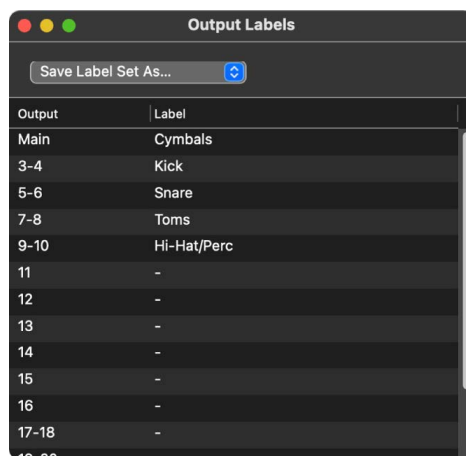 Output Labels
Save Label Set As...
Output Label
Main Cymbals
3-4 Kick
5-6 Snare
7-8 Toms
9-10 Hi-Hat/Perc
11 -
12 -
13 -
14 -
15 -
16 -
17-18 -